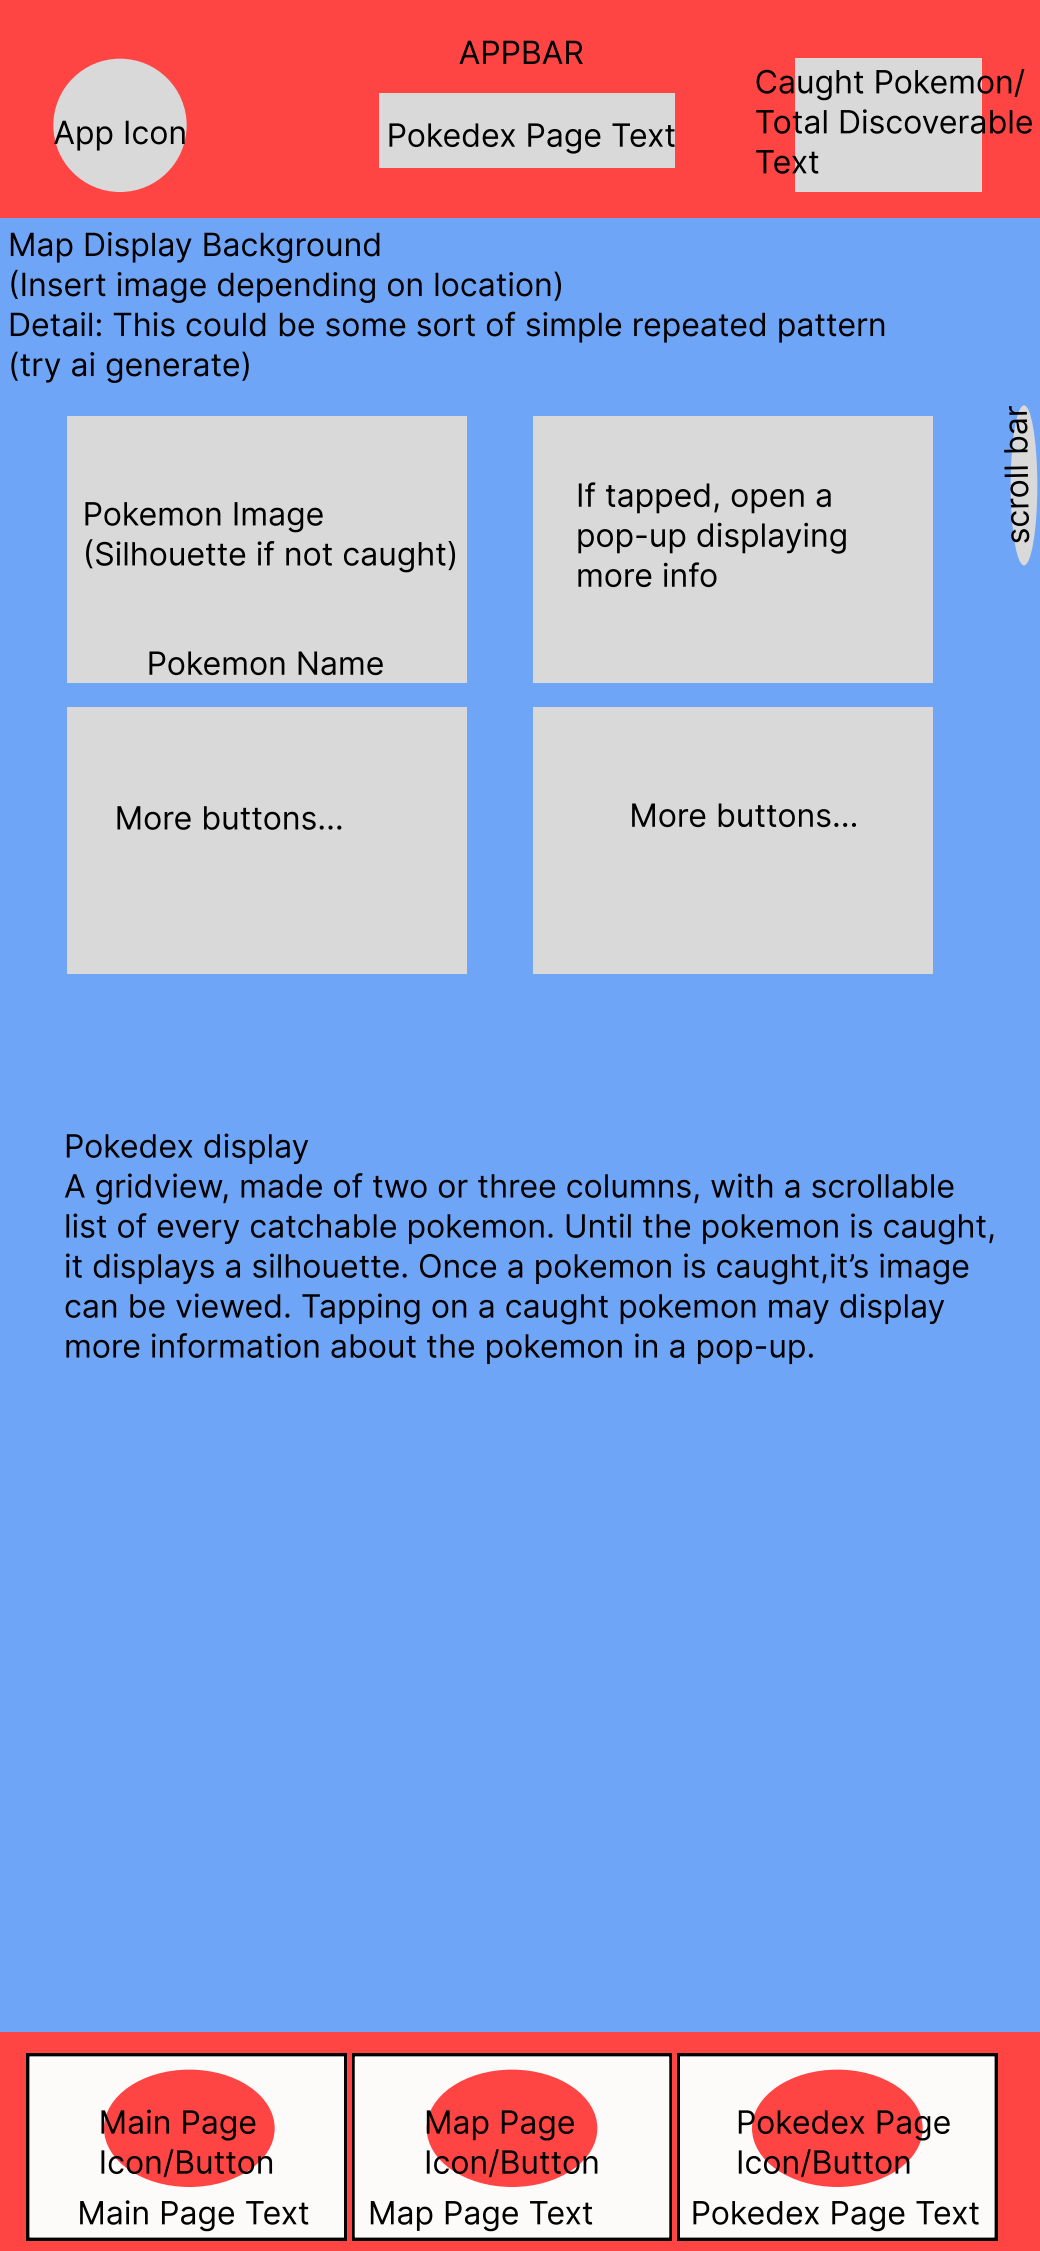 APPBAR
App Icon
Pokedex Page Text
Caught Pokemon/
Total Discoverable
Text
Map Display Background
(Insert image depending on location)
Detail: This could be some sort of simple repeated pattern
(try ai generate)
scroll bar
Pokemon Image
(Silhouette if not caught)
Pokemon Name
If tapped, open a
pop-up displaying
more info
More buttons...
More buttons...
Pokedex display
A gridview, made of two or three columns, with a scrollable
list of every catchable pokemon. Until the pokemon is caught,
it displays a silhouette. Once a pokemon is caught,it’s image
can be viewed. Tapping on a caught pokemon may display
more information about the pokemon in a pop-up.
Main Page
Icon/Button
Main Page Text
Map Page
Icon/Button
Map Page Text
Pokedex Page
Icon/Button
Pokedex Page Text